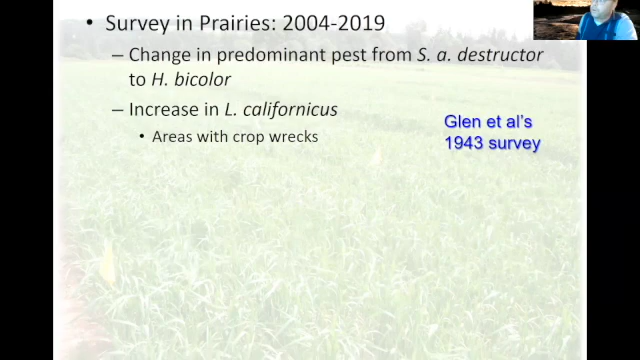 • Survey in Prairies: 2004-2019
– Change in predominant pest from S. a. destructor
to H. bicolor
– Increase in L. californicus
• Areas with crop wrecks
Glen et al's
1943 survey